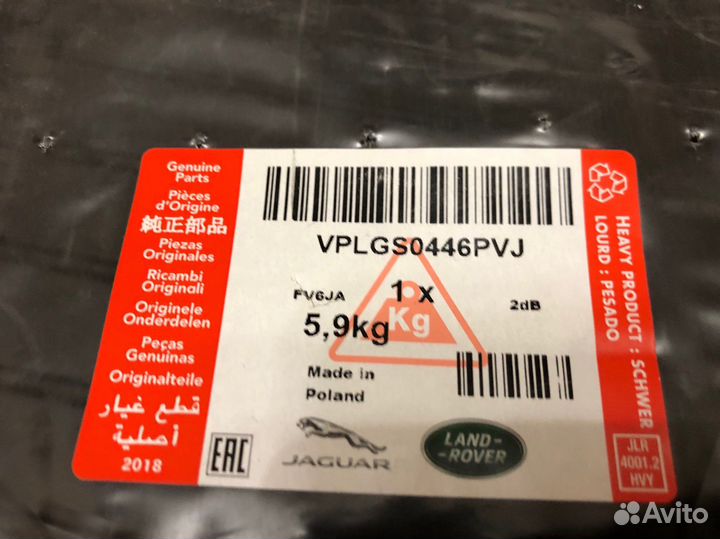 Genuine
Parts
Pièces
d'Origine
純正部品
Piezas
Originales
Ricambi
Originali
Originele
Onderdelen
Peças
Genuinas
Originalteile
قطع غيار
أصلية
2018
VPLGS0446PVJ
FV6JA
1 x
2dB
5,9kg
Kg
Made in
Poland
EAC
JAGUAR
LAND-
-ROVER
HEAVY PRODUCT : SCHWER
LOURD : PESADO
JLR
4001.2
HVY
Avito